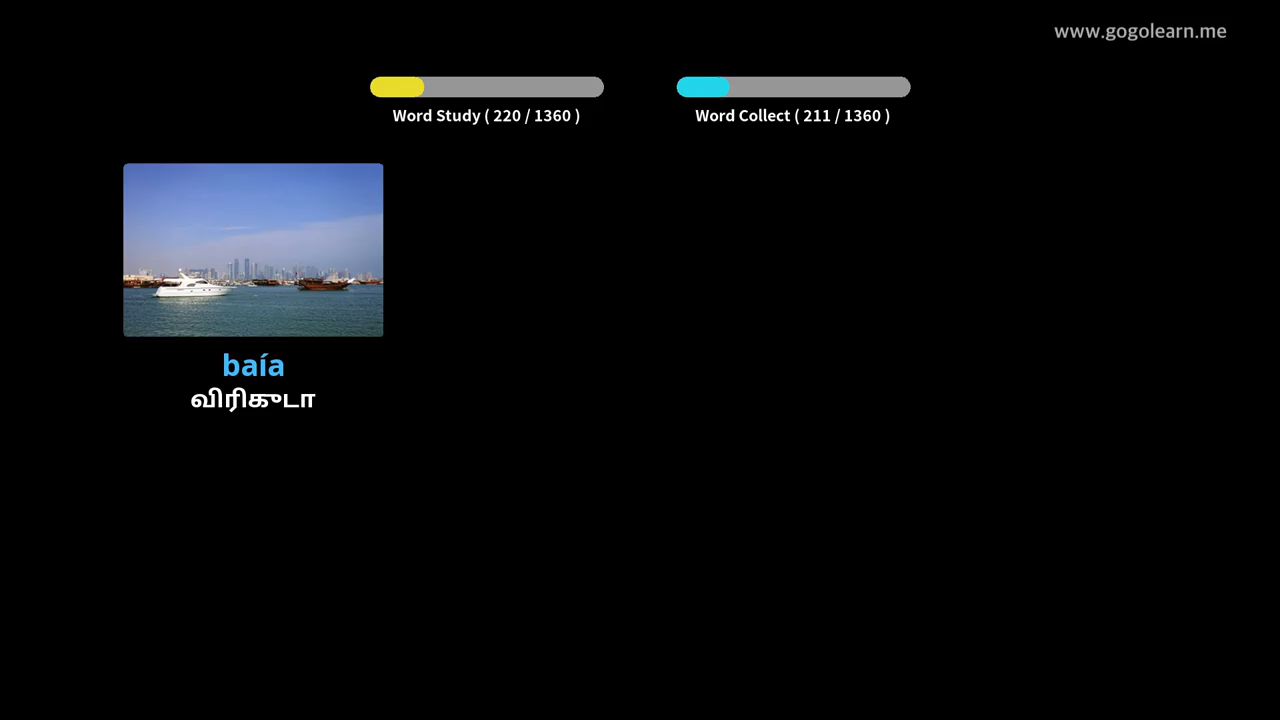 www.gogolearn.me
Word Study ( 220 / 1360 )
Word Collect ( 211 / 1360 )
baía
விரிகுடா